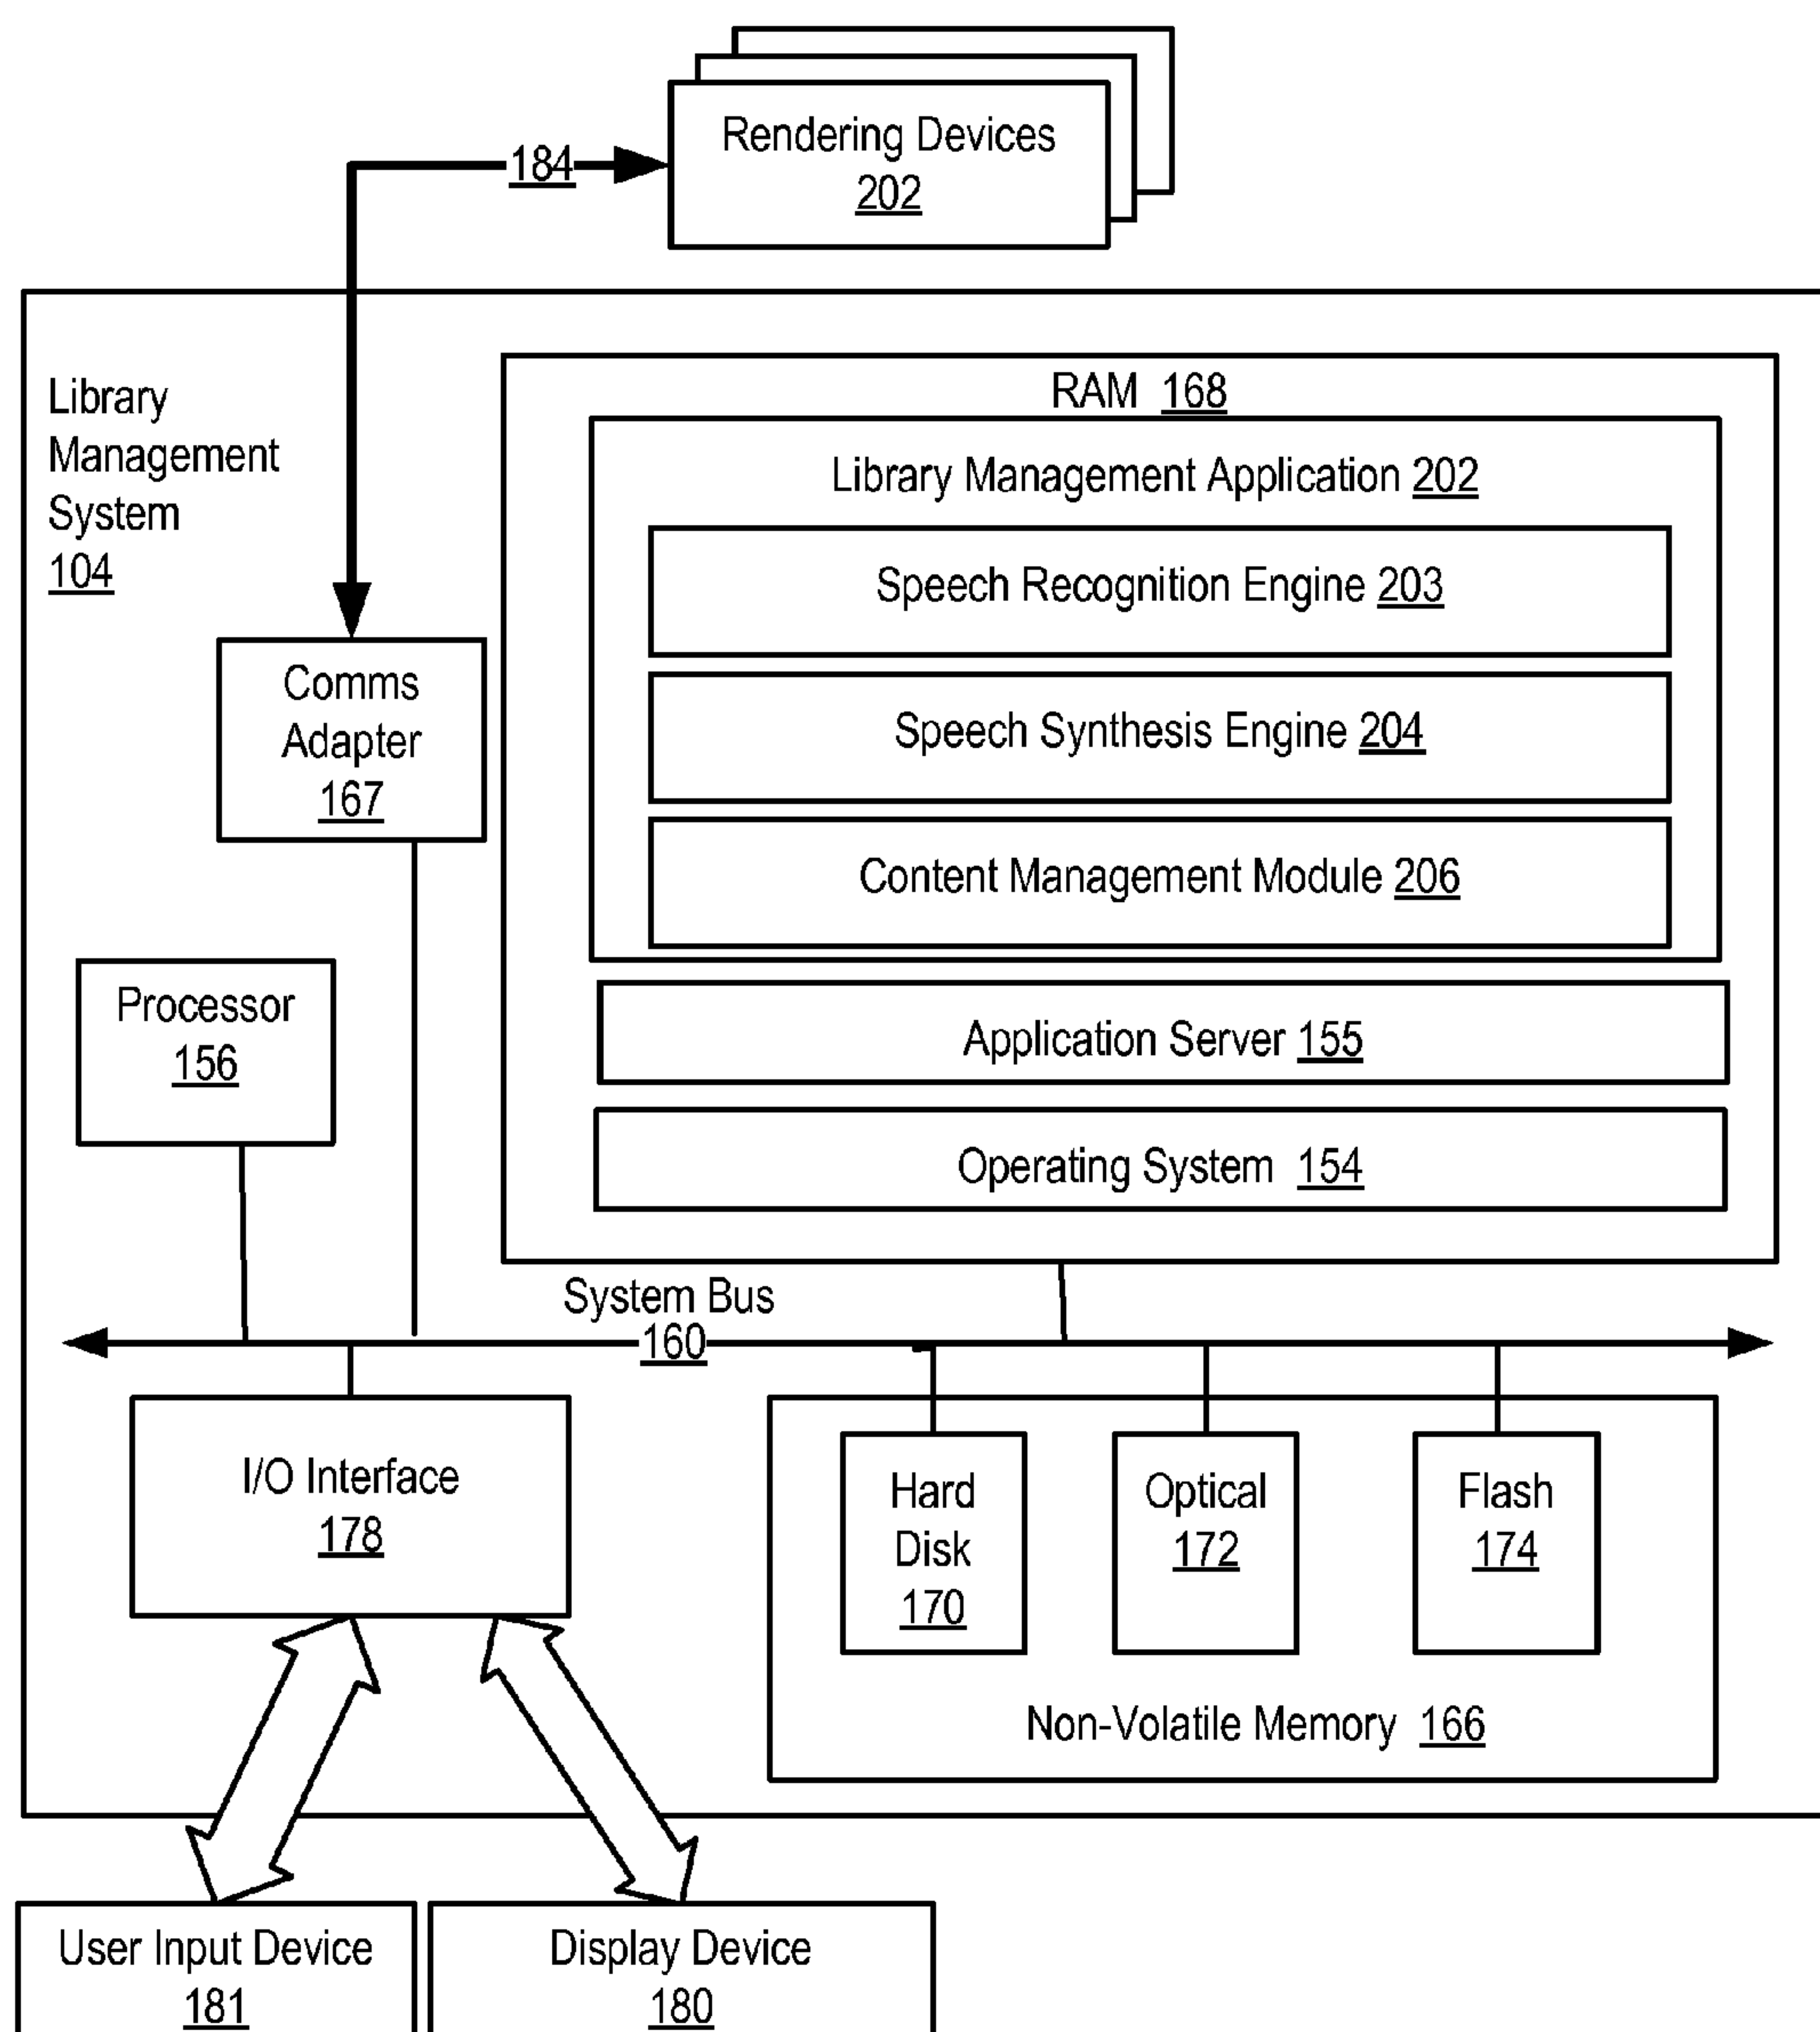 Rendering Devices
202
184
Library
Management
System
104
RAM 168
Library Management Application 202
Speech Recognition Engine 203
Speech Synthesis Engine 204
Content Management Module 206
Comms
Adapter
167
Processor
156
Application Server 155
Operating System 154
System Bus
160
I/O Interface
178
Hard
Disk
170
Optical
172
Flash
174
Non-Volatile Memory 166
User Input Device
181
Display Device
180